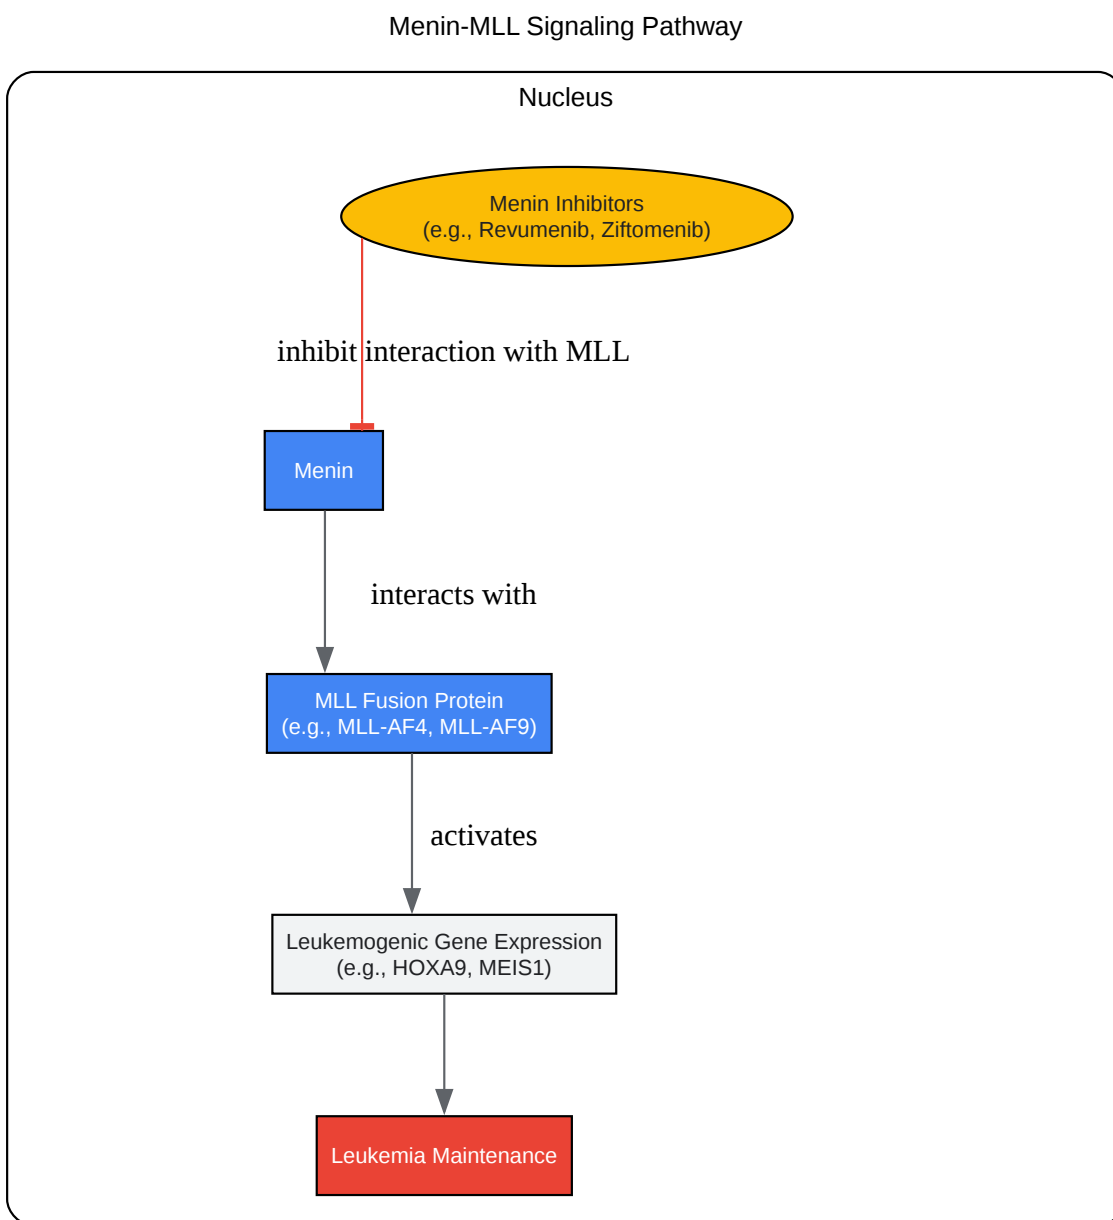 Menin-MLL Signaling Pathway
Nucleus
Menin Inhibitors
(e.g., Revumenib, Ziftomenib)
inhibit interaction with MLL
Menin
interacts with
MLL Fusion Protein
(e.g., MLL-AF4, MLL-AF9)
activates
Leukemogenic Gene Expression
(e.g., HOXA9, MEIS1)
Leukemia Maintenance